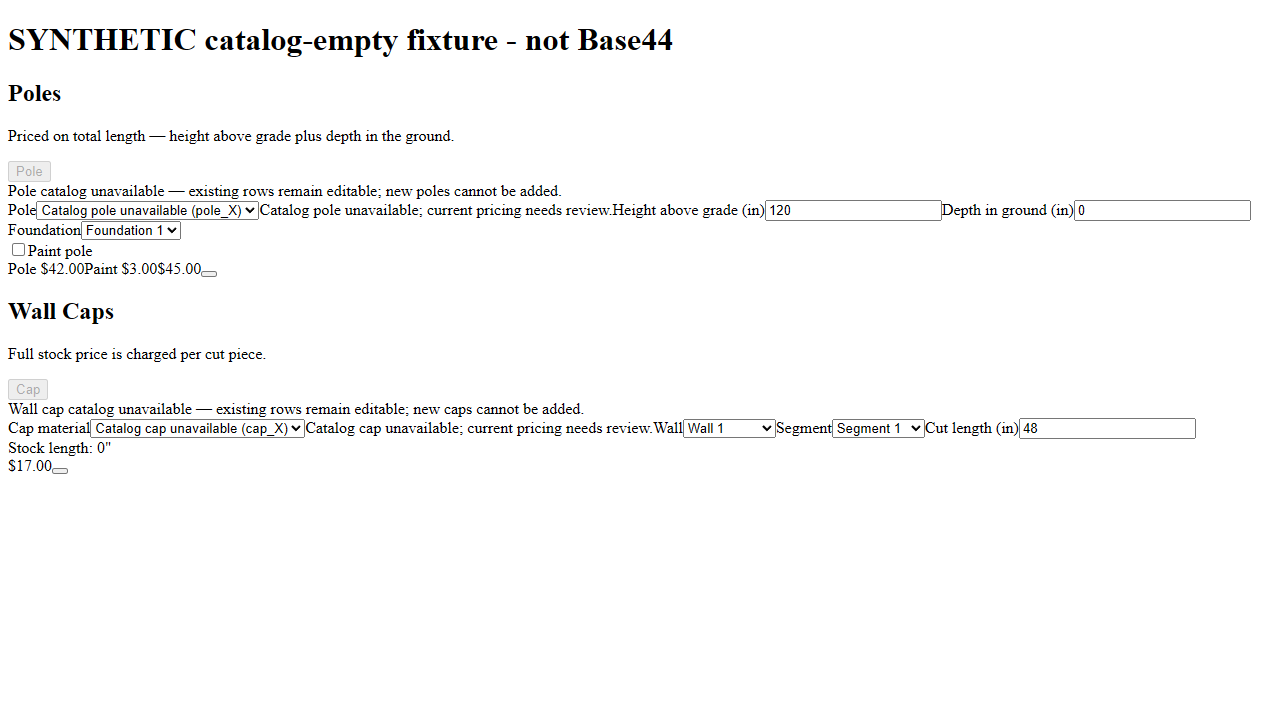 SYNTHETIC catalog-empty fixture - not Base44
Poles
Priced on total length — height above grade plus depth in the ground.
Pole
Pole catalog unavailable — existing rows remain editable; new poles cannot be added.
Pole Catalog pole unavailable (pole_X) Catalog pole unavailable; current pricing needs review. Height above grade (in) 120 Depth in ground (in) 0
Foundation Foundation 1
Paint pole
Pole $42.00Paint $3.00$45.00
Wall Caps
Full stock price is charged per cut piece.
Cap
Wall cap catalog unavailable — existing rows remain editable; new caps cannot be added.
Cap material Catalog cap unavailable (cap_X) Catalog cap unavailable; current pricing needs review. Wall Wall 1 Segment Segment 1 Cut length (in) 48
Stock length: 0"
$17.00